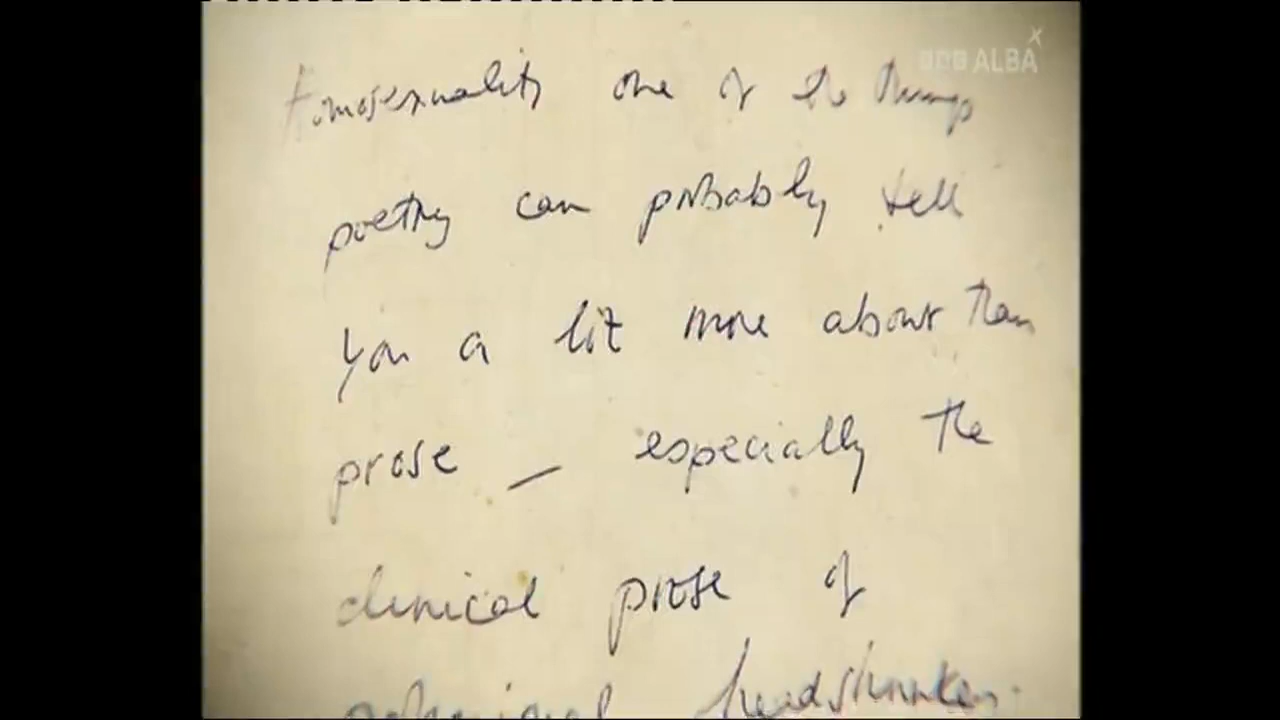 BBC ALBA
Homosexuality one of the things
poetry can probably tell
you a lot more about than
prose – especially the
clinical prose of
headshrinkers.